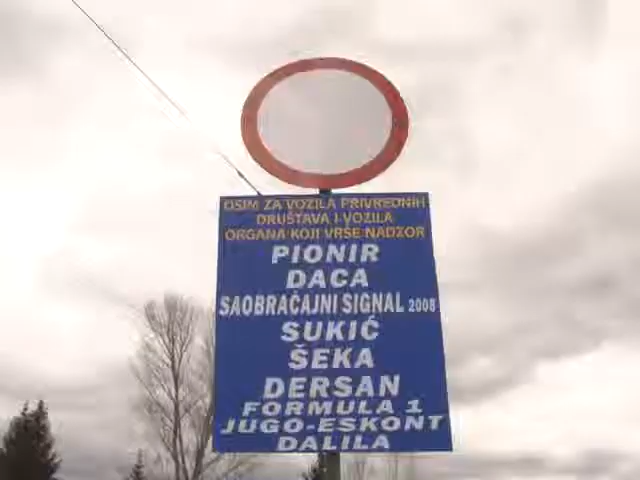 OSIM ZA VOZILA PRIVREDNIH
DRUŠTAVA I VOZILA
ORGANA KOJI VRŠE NADZOR
PIONIR
DACA
SAOBRAĆAJNI SIGNAL 2008
SUKIĆ
ŠEKA
DERSAN
FORMULA 1
JUGO-ESKONT
DALILA